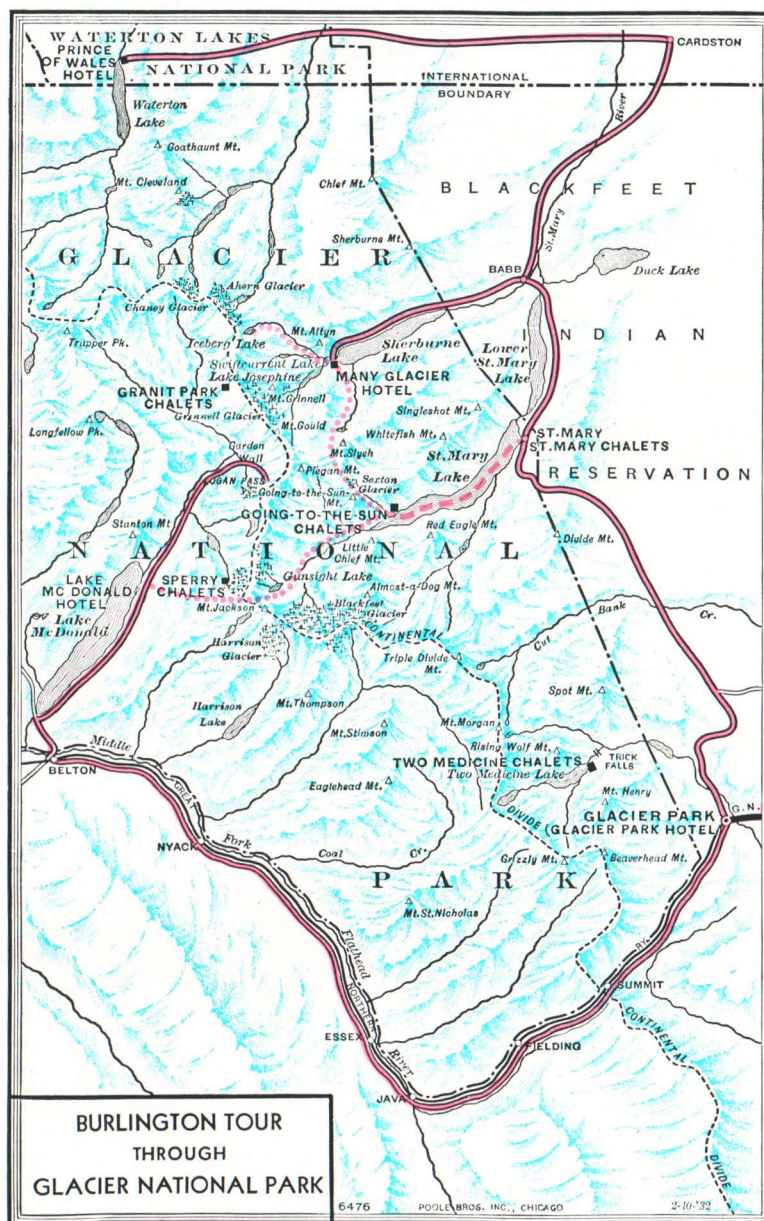 WATERTON LAKES
PRINCE
OF WALES
HOTEL
NATIONAL PARK
CARDSTON
INTERNATIONAL
BOUNDARY
Waterton
Lake
River
Goathaunt Mt.
Mt. Cleveland
Chief Mt.
BLACKFEET
St. Mary
Sherburne Mt.
GLACIER
BABB
Duck Lake
Ahern Glacier
Chaney Glacier
Trapper Pk.
Iceberg Lake
Mt. Altyn
Sherburne
Lake
INDIAN
Swiftcurrent Lake
Lake Josephine
Lower
St. Mary
Lake
GRANIT PARK
CHALETS
MANY GLACIER
HOTEL
Mt. Grinnell
Grinnell Glacier
Singleshot Mt.
Longfellow Pk.
Mt. Gould
Whitefish Mt.
ST. MARY
ST. MARY CHALETS
Garden
Wall
Mt. Siyeh
St. Mary
Lake
RESERVATION
Piegan Mt.
LOGAN PASS
Sexton
Glacier
Going-to-the-Sun
Mt.
GOING-TO-THE-SUN
CHALETS
Stanton Mt
Red Eagle Mt.
Divide Mt.
NATIONAL
Little
Chief Mt.
LAKE
MC DONALD
HOTEL
SPERRY
CHALETS
Gunsight Lake
Almost-a-Dog Mt.
Lake
McDonald
Mt. Jackson
Blackfeet
Glacier
CONTINENTAL
Cut Bank Cr.
Harrison
Glacier
Triple Divide
Mt.
Harrison
Lake
Mt. Thompson
Spot Mt.
Mt. Stimson
Mt. Morgan
Rising Wolf Mt.
Middle
BELTON
TWO MEDICINE CHALETS
Two Medicine Lake
TRICK
FALLS
GREAT
Eaglehead Mt.
Mt. Henry
DIVIDE
GLACIER PARK
(GLACIER PARK HOTEL)
G.N.
NYACK
Fork
Coal Cr.
Grizzly Mt.
Beaverhead Mt.
PARK
Mt. St. Nicholas
Flathead
NORTHERN
RY.
SUMMIT
CONTINENTAL
ESSEX
River
FIELDING
JAVA
DIVIDE
BURLINGTON TOUR
THROUGH
GLACIER NATIONAL PARK
6476
POOLE BROS. INC., CHICAGO
2-10-'32